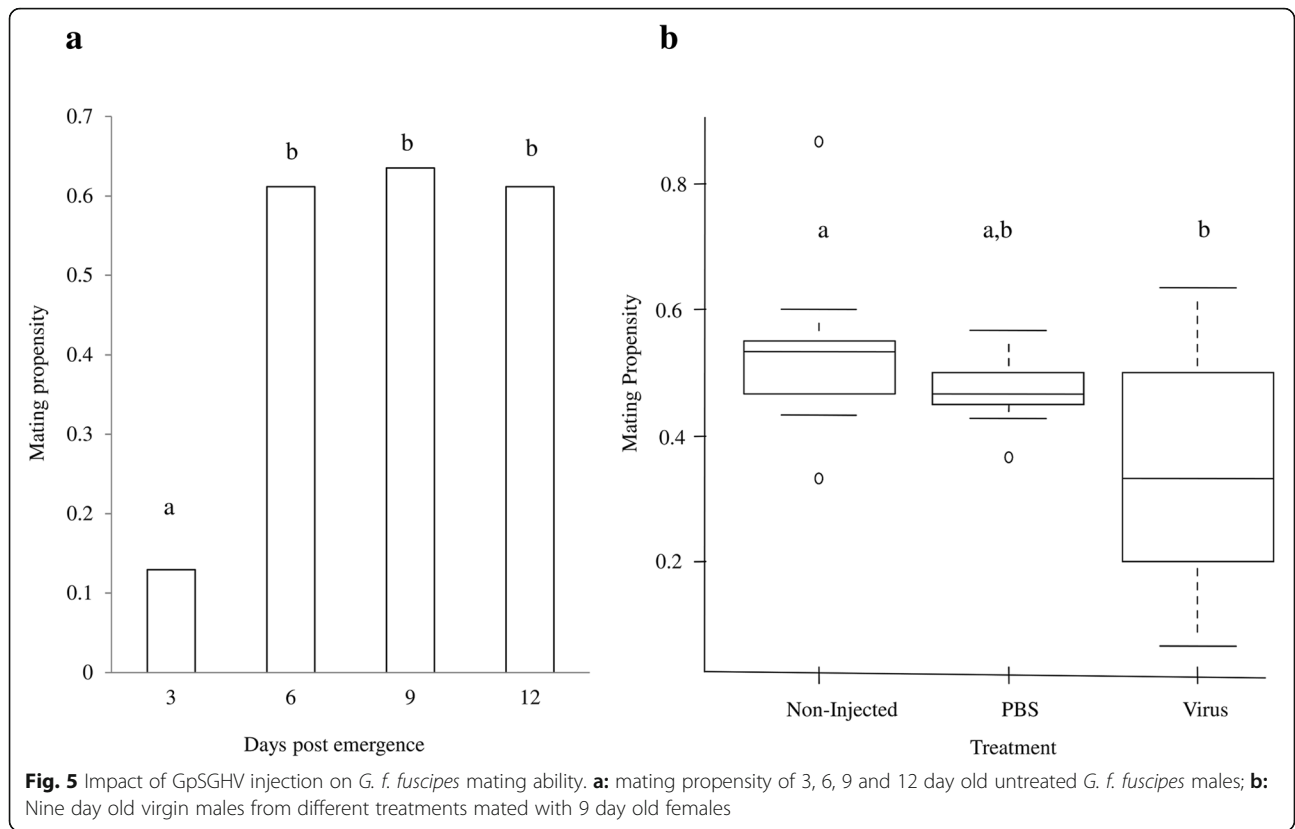 a
0.7
0.6
0.5
0.4
0.3
0.2
0.1
0
Mating propensity
a
b
b
b
3 6 9 12
Days post emergence
b
0.8
0.6
0.4
0.2
Mating Propensity
a
a,b
b
Non-Injected PBS Virus
Treatment
Fig. 5 Impact of GpSGHV injection on G. f. fuscipes mating ability. a: mating propensity of 3, 6, 9 and 12 day old untreated G. f. fuscipes males; b:
Nine day old virgin males from different treatments mated with 9 day old females